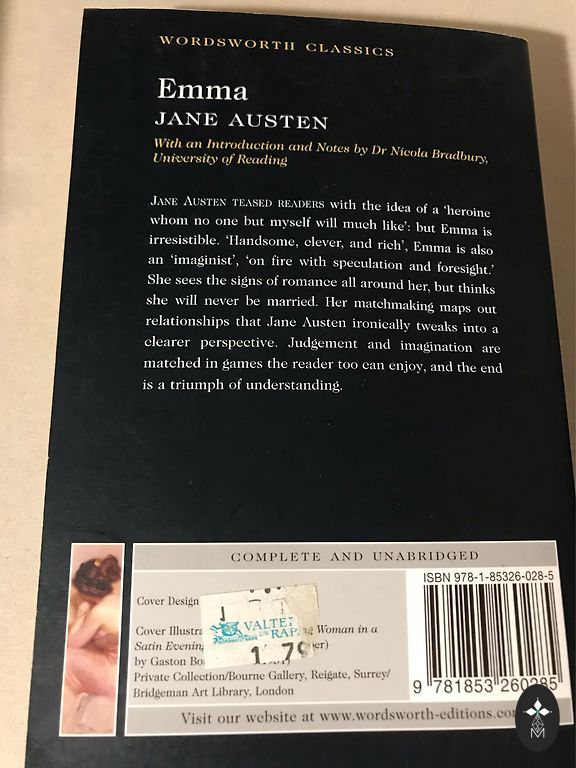 WORDSWORTH CLASSICS
Emma
JANE AUSTEN
With an Introduction and Notes by Dr Nicola Bradbury,
University of Reading
JANE AUSTEN TEASED READERS with the idea of a 'heroine
whom no one but myself will much like': but Emma is
irresistible. 'Handsome, clever, and rich', Emma is also
an 'imaginist', 'on fire with speculation and foresight.'
She sees the signs of romance all around her, but thinks
she will never be married. Her matchmaking maps out
relationships that Jane Austen ironically tweaks into a
clearer perspective. Judgement and imagination are
matched in games the reader too can enjoy, and the end
is a triumph of understanding.
COMPLETE AND UNABRIDGED
ISBN 978-1-85326-028-5
Cover Design
VALTE
RAP
1.79
Cover Illustra Woman in a
Satin Evening
by Gaston
Private Collection/Bourne Gallery, Reigate, Surrey/
Bridgeman Art Library, London
9 781853 260285
Visit our website at www.wordsworth-editions.co
M